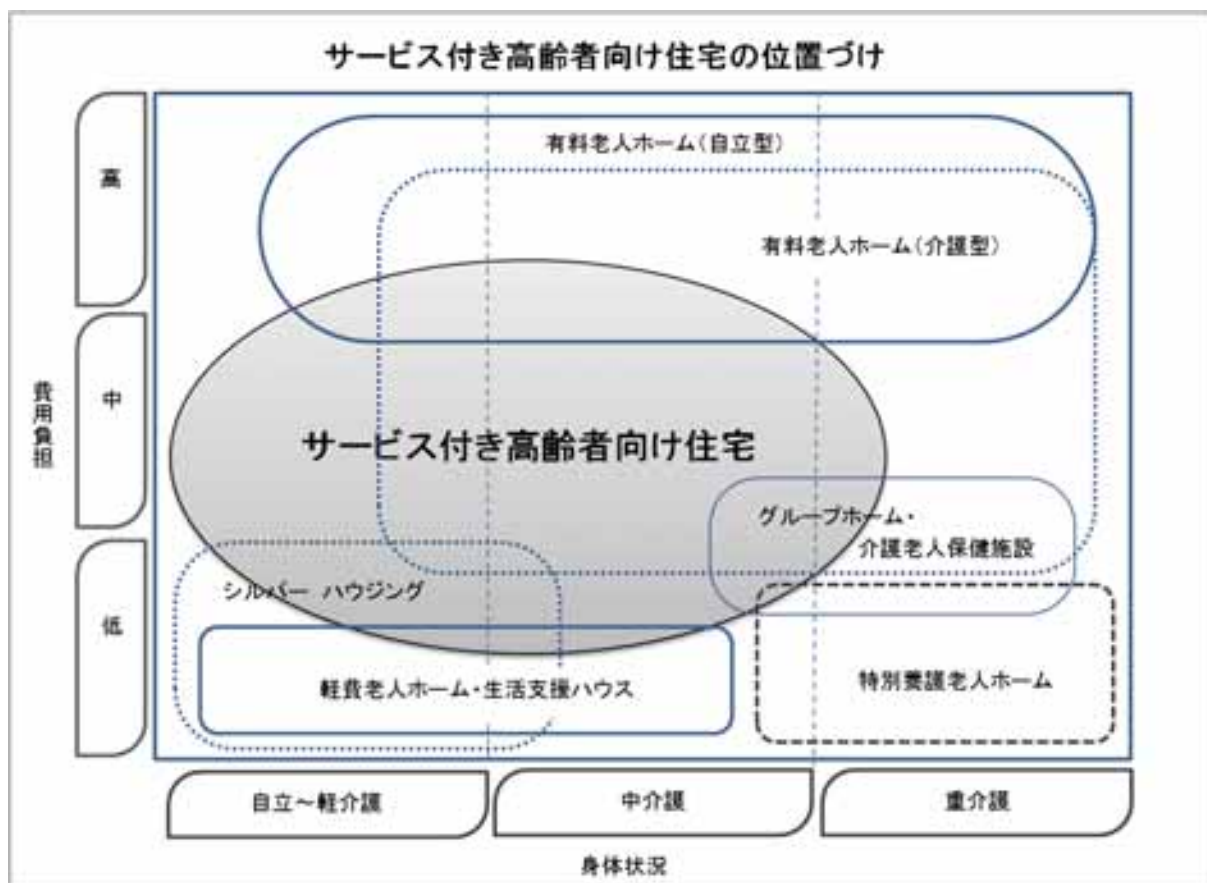 サービス付き高齢者向け住宅の位置づけ
高
有料老人ホーム(自立型)
有料老人ホーム(介護型)
費用負担
中
サービス付き高齢者向け住宅
グループホーム・
介護老人保健施設
低
シルバー ハウジング
軽費老人ホーム・生活支援ハウス
特別養護老人ホーム
自立～軽介護
中介護
重介護
身体状況